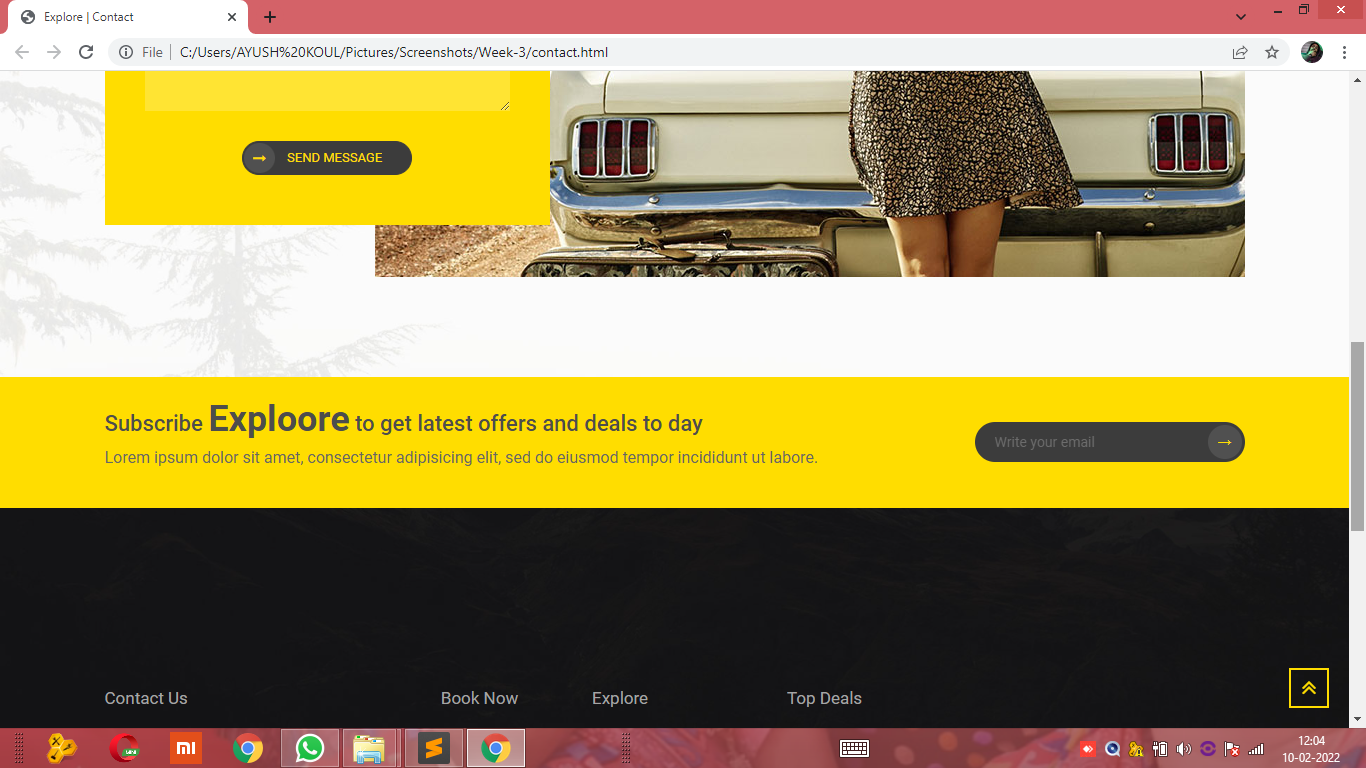 Explore | Contact
File
C:/Users/AYUSH%20KOUL/Pictures/Screenshots/Week-3/contact.html
SEND MESSAGE
Subscribe Exploore to get latest offers and deals to day
Lorem ipsum dolor sit amet, consectetur adipisicing elit, sed do eiusmod tempor incididunt ut labore.
Write your email
Contact Us
Book Now
Explore
Top Deals
mi
12:04
10-02-2022